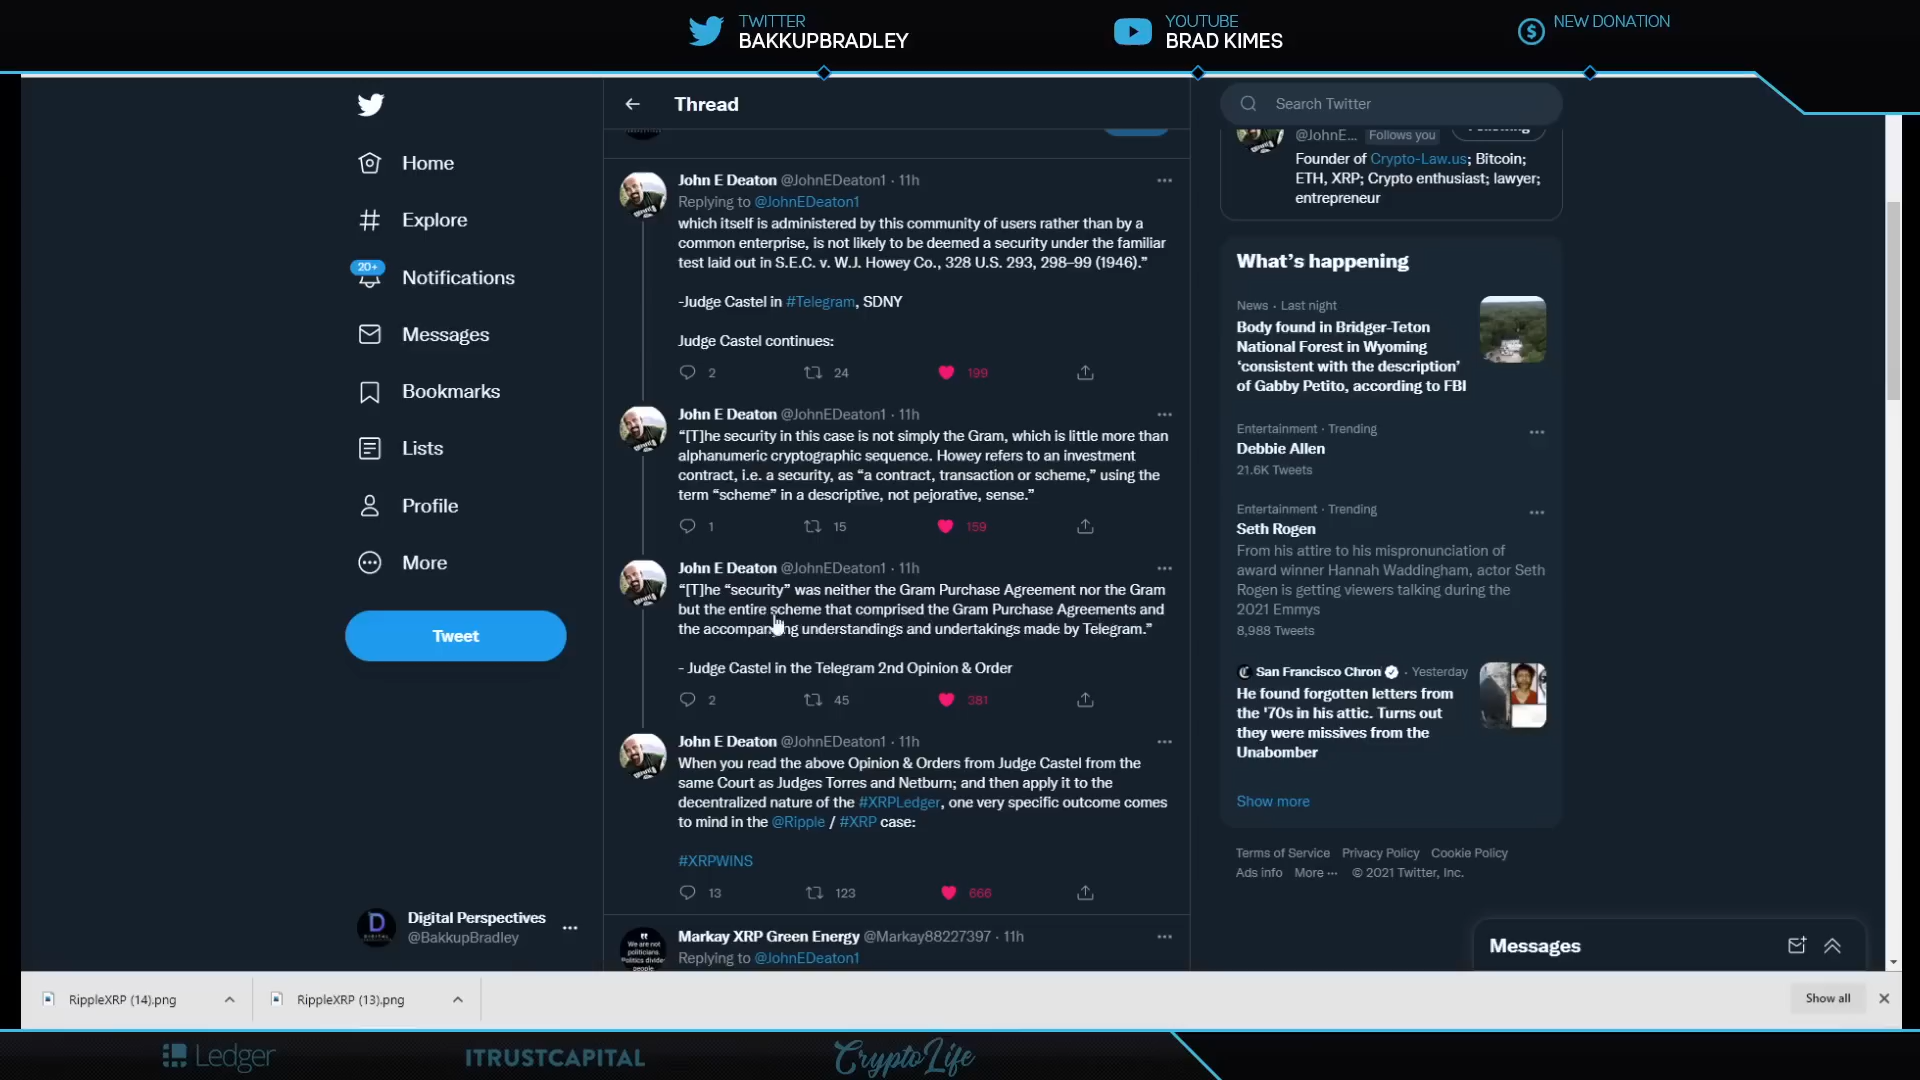 TWITTER
BAKKUPBRADLEY
YOUTUBE
BRAD KIMES
NEW DONATION
Home
Explore
20+
Notifications
Messages
Bookmarks
Lists
Profile
More
Tweet
Digital Perspectives
@BakkupBradley
Thread
John E Deaton @JohnEDeaton1 · 11h
Replying to @JohnEDeaton1
which itself is administered by this community of users rather than by a
common enterprise, is not likely to be deemed a security under the familiar
test laid out in S.E.C. v. W.J. Howey Co., 328 U.S. 293, 298–99 (1946).”
-Judge Castel in #Telegram, SDNY
Judge Castel continues:
2 24 199
John E Deaton @JohnEDeaton1 · 11h
“[T]he security in this case is not simply the Gram, which is little more than
alphanumeric cryptographic sequence. Howey refers to an investment
contract, i.e. a security, as “a contract, transaction or scheme,” using the
term “scheme” in a descriptive, not pejorative, sense.”
1 15 159
John E Deaton @JohnEDeaton1 · 11h
“[T]he “security” was neither the Gram Purchase Agreement nor the Gram
but the entire scheme that comprised the Gram Purchase Agreements and
the accompanying understandings and undertakings made by Telegram.”
- Judge Castel in the Telegram 2nd Opinion & Order
2 45 381
John E Deaton @JohnEDeaton1 · 11h
When you read the above Opinion & Orders from Judge Castel from the
same Court as Judges Torres and Netburn; and then apply it to the
decentralized nature of the #XRPLedger, one very specific outcome comes
to mind in the @Ripple / #XRP case:
#XRPWINS
13 123 666
We are not
politicians.
Politics divide
people
Markay XRP Green Energy @Markay88227397 · 11h
Replying to @JohnEDeaton1
Search Twitter
@JohnE... Follows you Following
Founder of Crypto-Law.us; Bitcoin;
ETH, XRP; Crypto enthusiast; lawyer;
entrepreneur
What’s happening
News · Last night
Body found in Bridger-Teton
National Forest in Wyoming
‘consistent with the description’
of Gabby Petito, according to FBI
Entertainment · Trending
Debbie Allen
21.6K Tweets
Entertainment · Trending
Seth Rogen
From his attire to his mispronunciation of
award winner Hannah Waddingham, actor Seth
Rogen is getting viewers talking during the
2021 Emmys
8,988 Tweets
San Francisco Chron · Yesterday
He found forgotten letters from
the '70s in his attic. Turns out
they were missives from the
Unabomber
Show more
Terms of Service Privacy Policy Cookie Policy
Ads info More ··· © 2021 Twitter, Inc.
Messages
RippleXRP (14).png
RippleXRP (13).png
Show all
Ledger
ITRUSTCAPITAL
CryptoLife